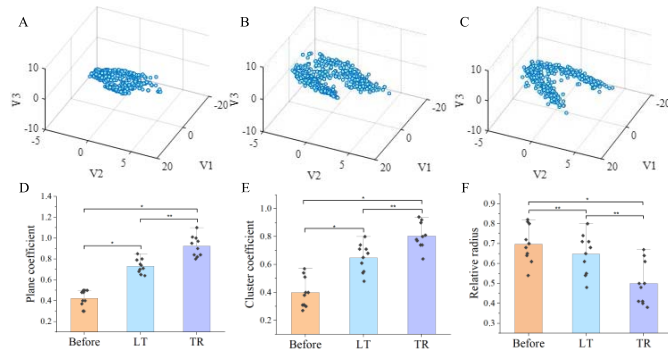 A
B
C
10
0
-10
V3
-5
0
5
V2
20
0
-20
V1
10
0
-10
V3
-5
0
5
V2
20
0
-20
V1
10
0
-10
V3
-5
0
5
V2
20
0
-20
V1
D
E
F
Plane coefficient
1.4
1.2
1.0
0.8
0.6
0.4
0.2
*
*
**
Before LT TR
Cluster coefficient
1.0
0.8
0.6
0.4
*
*
**
Before LT TR
Relative radius
0.9
0.8
0.7
0.6
0.5
0.4
0.3
*
**
**
Before LT TR